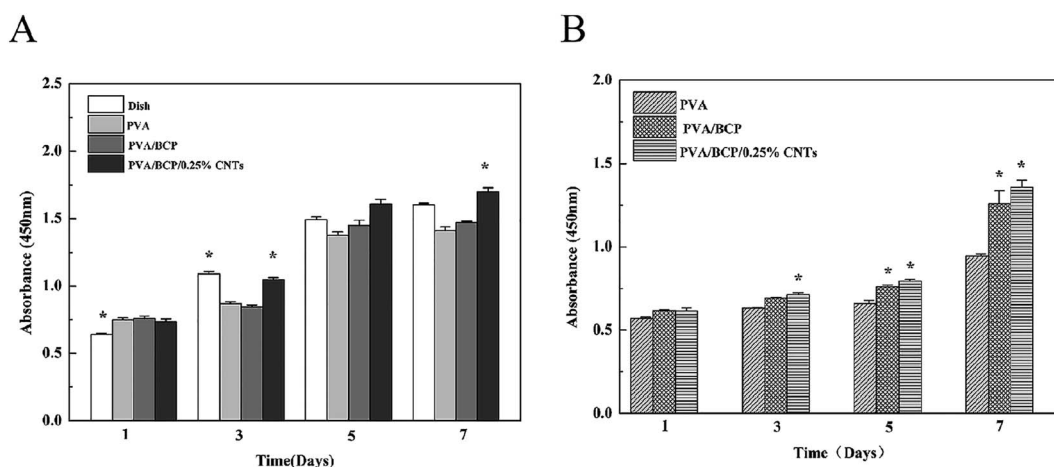 A
B
Absorbance (450nm)
2.5
2.0
1.5
1.0
0.5
0.0
Dish
PVA
PVA/BCP
PVA/BCP/0.25% CNTs
*
*
*
*
1 3 5 7
Time(Days)
Absorbance (450nm)
2.0
1.5
1.0
0.5
0.0
PVA
PVA/BCP
PVA/BCP/0.25% CNTs
* *
* * *
1 3 5 7
Time（Days）